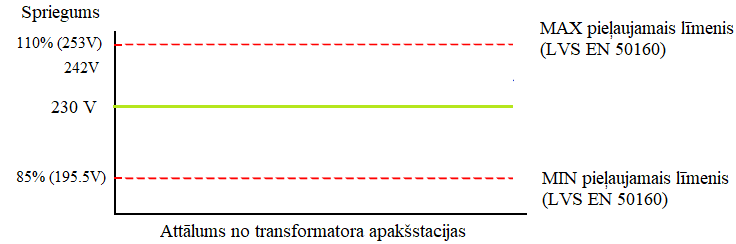 Spriegums
110% (253V)
242V
230 V
85% (195.5V)
MAX pieļaujamais līmenis
(LVS EN 50160)
MIN pieļaujamais līmenis
(LVS EN 50160)
Attālums no transformatora apakšstacijas